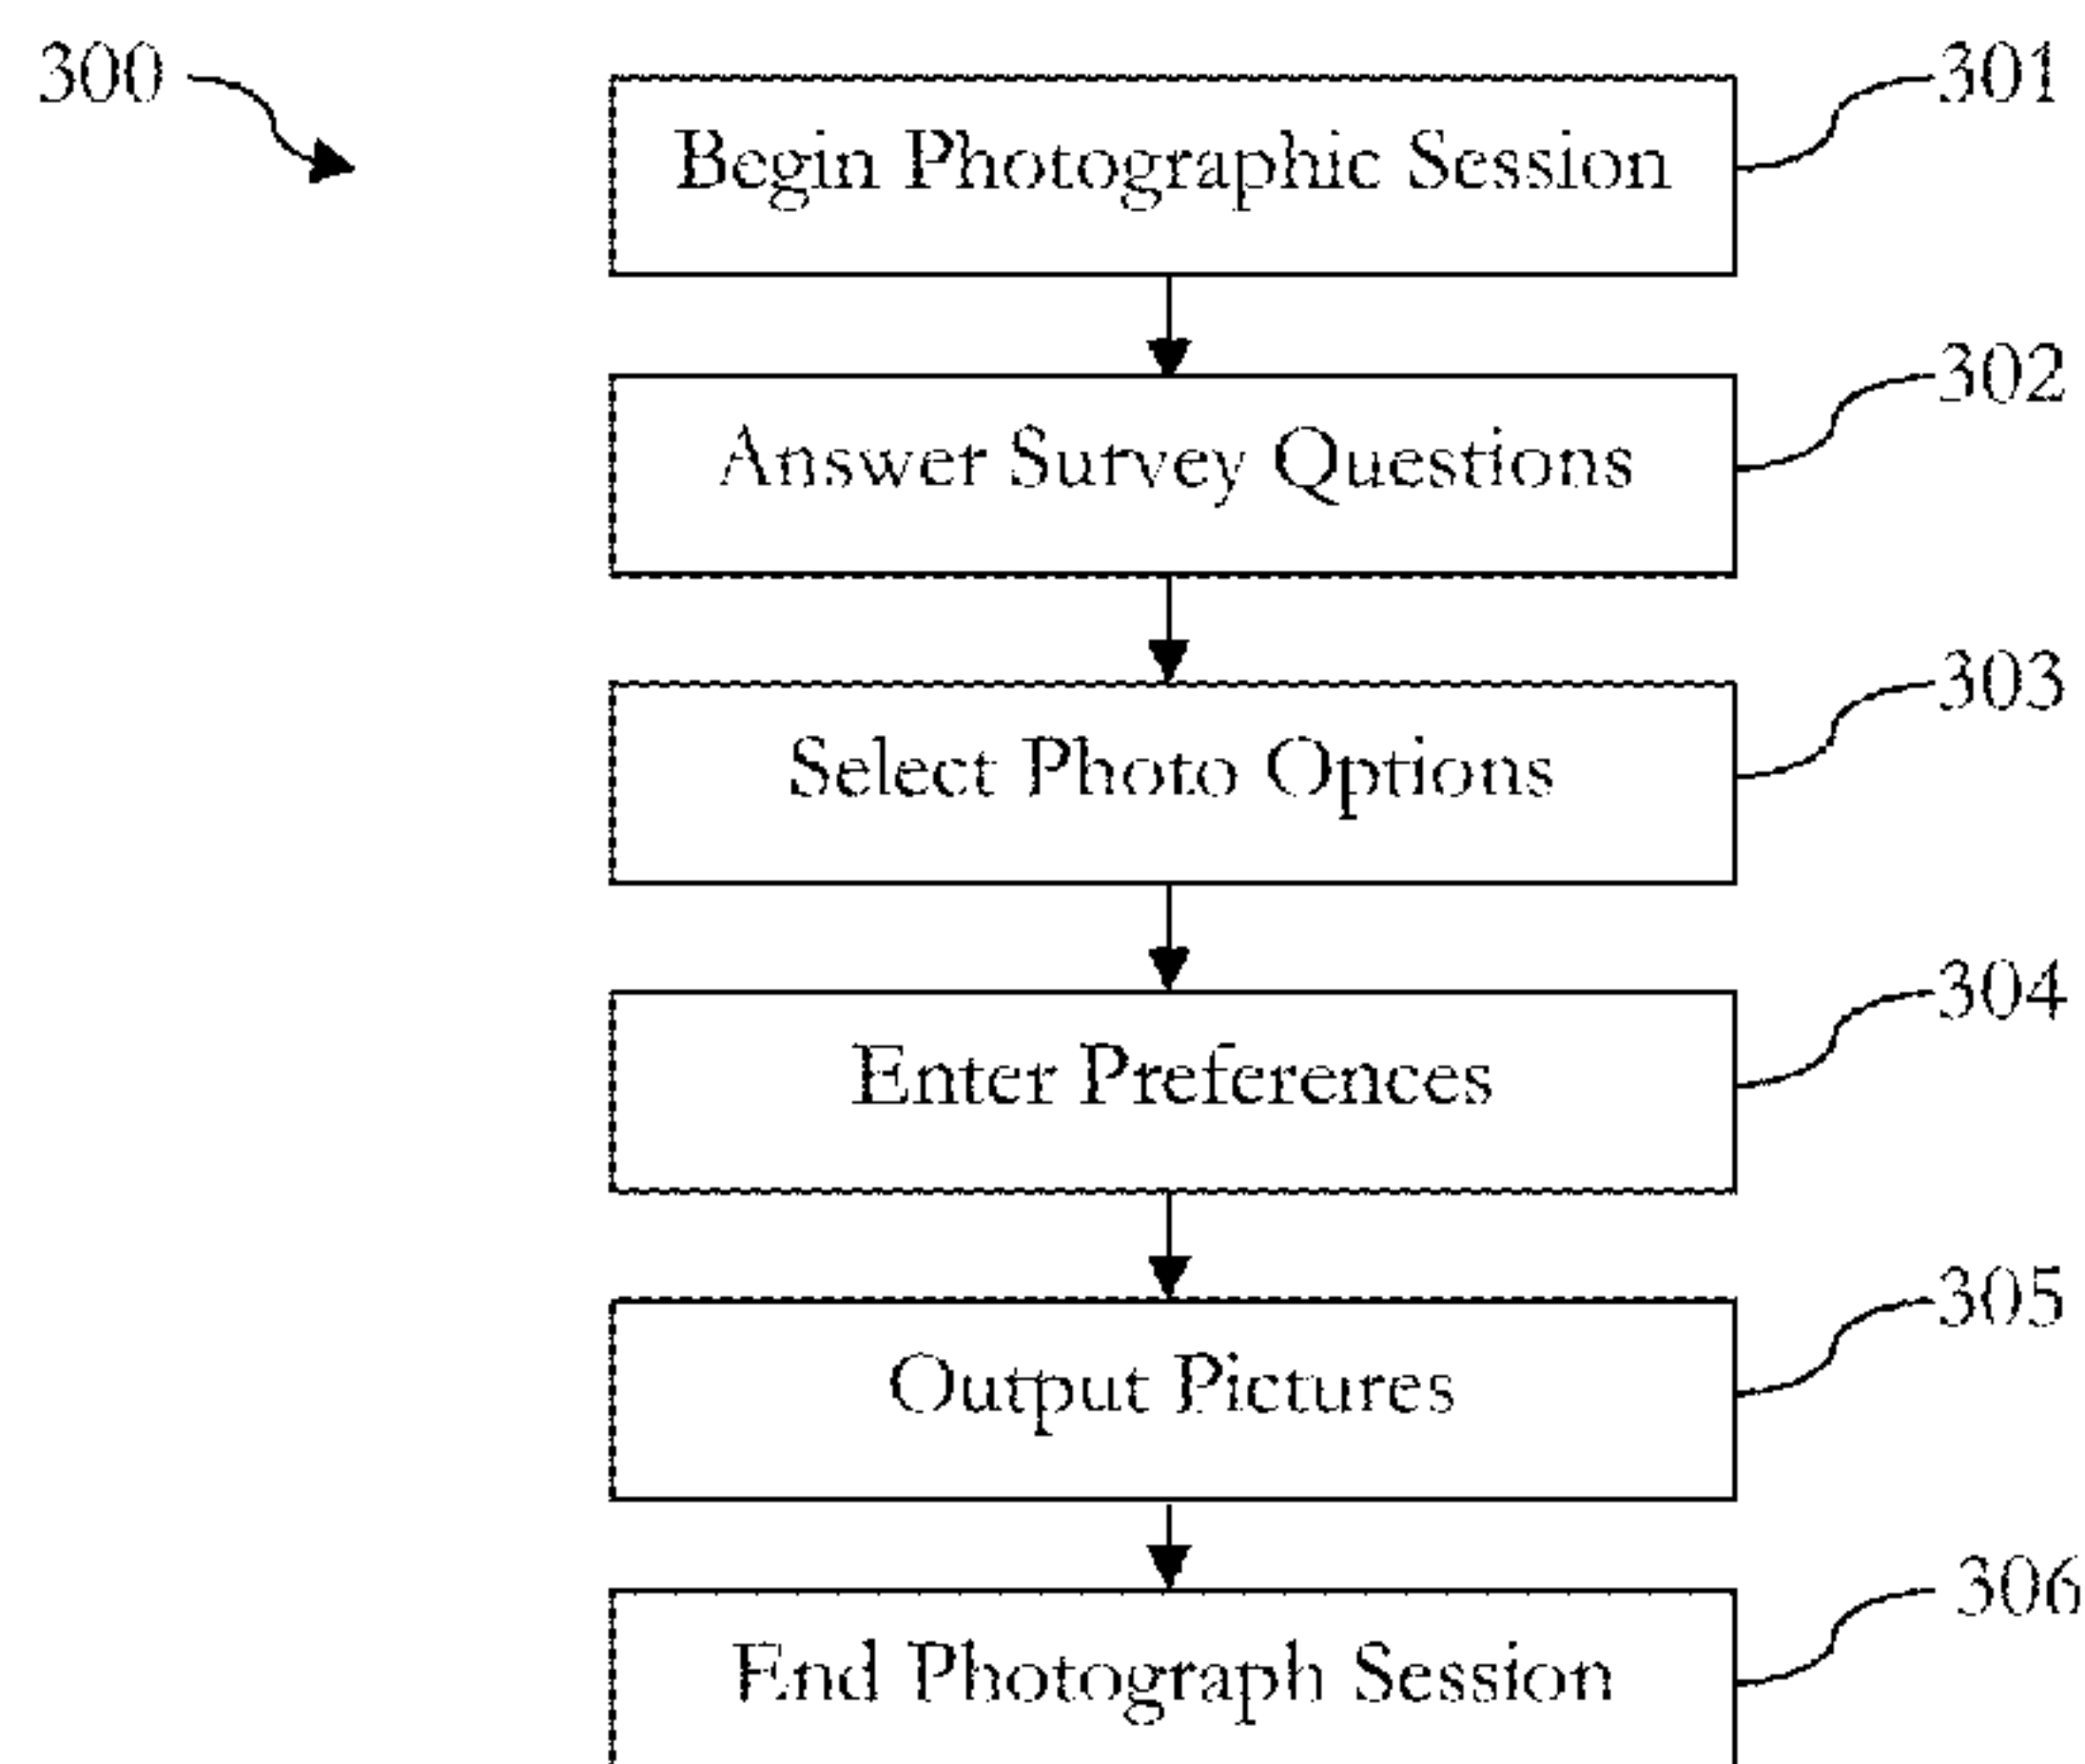 300
301
Begin Photographic Session
302
Answer Survey Questions
303
Select Photo Options
304
Enter Preferences
305
Output Pictures
306
End Photograph Session